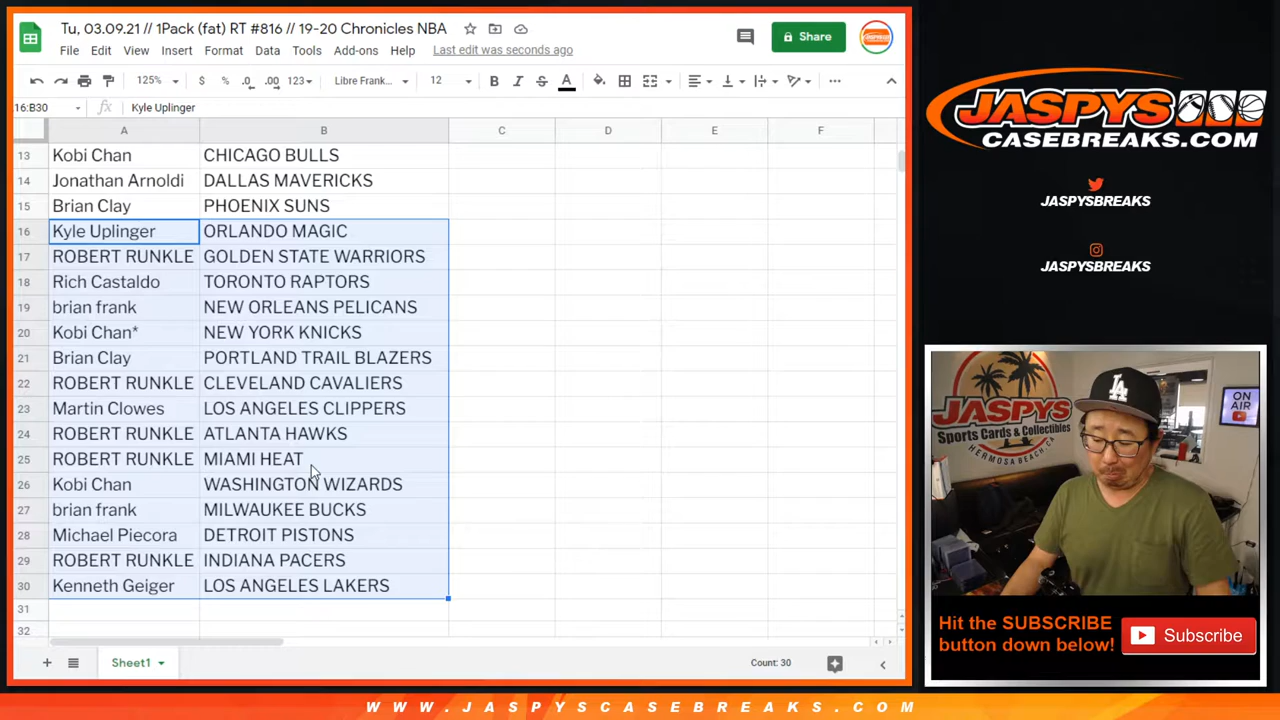 Tu, 03.09.21 // 1Pack (fat) RT #816 // 19-20 Chronicles NBA
File Edit View Insert Format Data Tools Add-ons Help Last edit was seconds ago
Share
125% $ % .0 .00 123 Libre Frank... 12 B I S A
16:B30 fx Kyle Uplinger
A B C D E F
13 Kobi Chan CHICAGO BULLS
14 Jonathan Arnoldi DALLAS MAVERICKS
15 Brian Clay PHOENIX SUNS
16 Kyle Uplinger ORLANDO MAGIC
17 ROBERT RUNKLE GOLDEN STATE WARRIORS
18 Rich Castaldo TORONTO RAPTORS
19 brian frank NEW ORLEANS PELICANS
20 Kobi Chan* NEW YORK KNICKS
21 Brian Clay PORTLAND TRAIL BLAZERS
22 ROBERT RUNKLE CLEVELAND CAVALIERS
23 Martin Clowes LOS ANGELES CLIPPERS
24 ROBERT RUNKLE ATLANTA HAWKS
25 ROBERT RUNKLE MIAMI HEAT
26 Kobi Chan WASHINGTON WIZARDS
27 brian frank MILWAUKEE BUCKS
28 Michael Piecora DETROIT PISTONS
29 ROBERT RUNKLE INDIANA PACERS
30 Kenneth Geiger LOS ANGELES LAKERS
31
32
Sheet1
Count: 30
JASPYS
CASEBREAKS.COM
JASPYSBREAKS
JASPYSBREAKS
JASPYS
Sports Cards & Collectibles
HERMOSA BEACH, CA
LA
ON
AIR
Hit the SUBSCRIBE
button down below!
Subscribe
WWW.JASPYSCASEBREAKS.COM